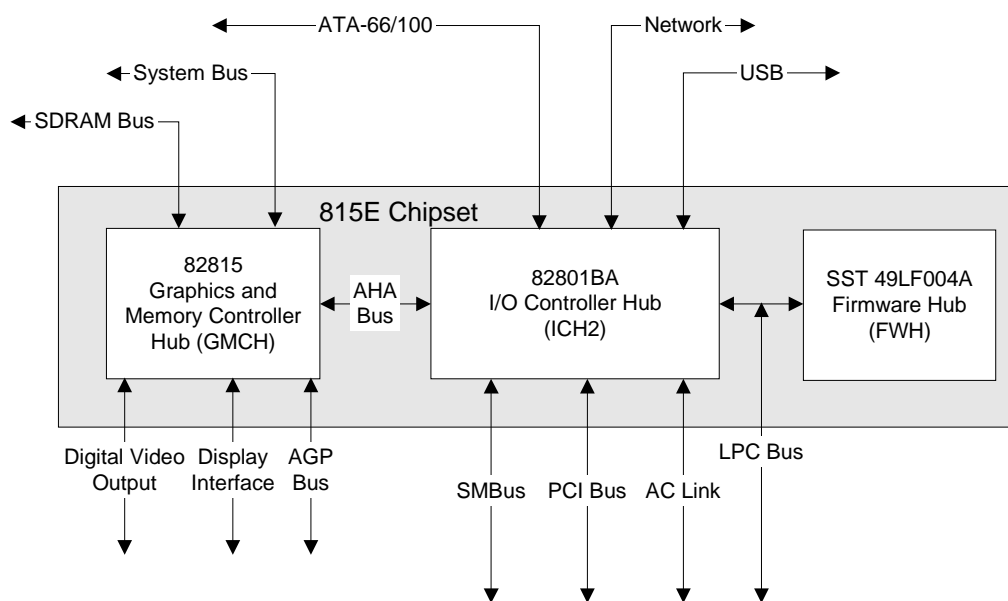 ATA-66/100
Network
System Bus
USB
SDRAM Bus
815E Chipset
82815
Graphics and
Memory Controller
Hub (GMCH)
AHA
Bus
82801BA
I/O Controller Hub
(ICH2)
SST 49LF004A
Firmware Hub
(FWH)
Digital Video
Output
Display
Interface
AGP
Bus
SMBus
PCI Bus
AC Link
LPC Bus